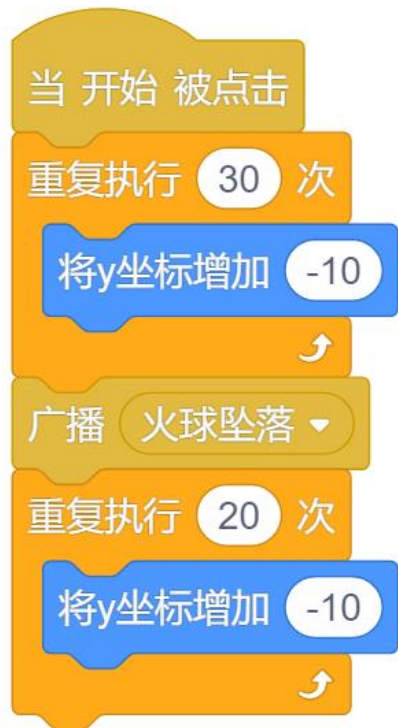 当 开始 被点击
重复执行 30 次
将y坐标增加 -10
广播 火球坠落
重复执行 20 次
将y坐标增加 -10